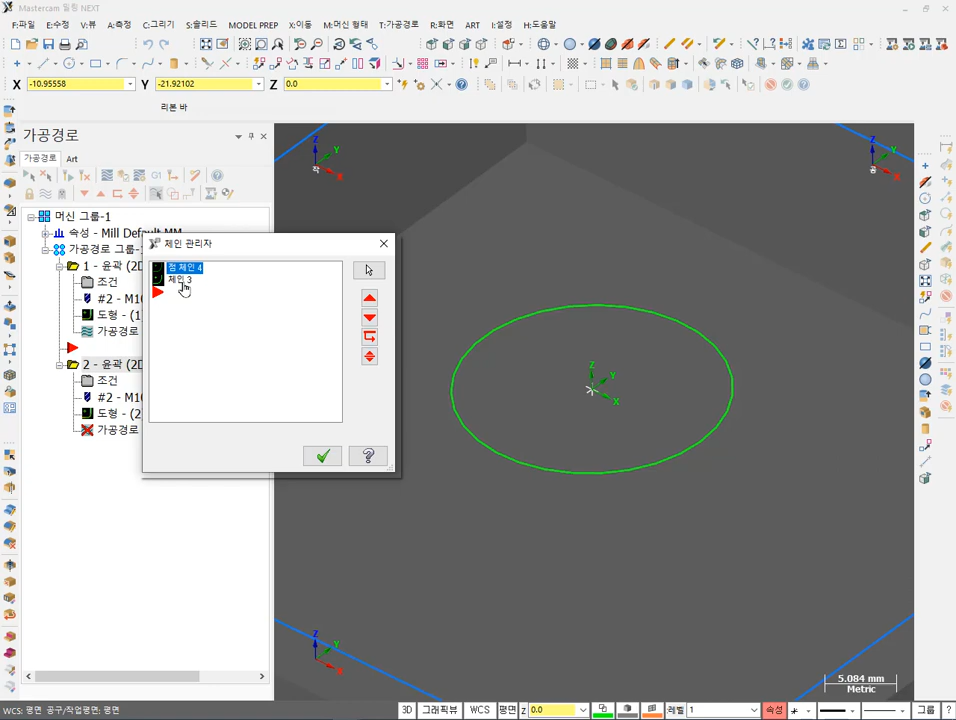 Mastercam 밀링 NEXT
F:파일 E:수정 V:뷰 A:측정 C:그리기 S:솔리드 MODEL PREP X:이동 M:머신 형태 T:가공경로 R:화면 ART I:설정 H:도움말
X -10.95558 Y -21.92102 Z 0.0
리본 바
가공경로
가공경로 Art
G1
머신 그룹-1
속성 - Mill Default MM
가공경로 그룹-1
1 - 윤곽 (2D
조건
#2 - M10
도형 - (1)
가공경로
2 - 윤곽 (2D
조건
#2 - M10
도형 - (2)
가공경로
체인 관리자
점 체인 4
체인 3
Z
Y
X
Z
Y
X
작
Z
Y
X
공
Z
Y
X
Z
Y
X
5.084 mm
Metric
WCS: 평면 공구/작업평면: 평면
3D 그래픽뷰 WCS 평면 Z 0.0 레벨 1 속성 그룹